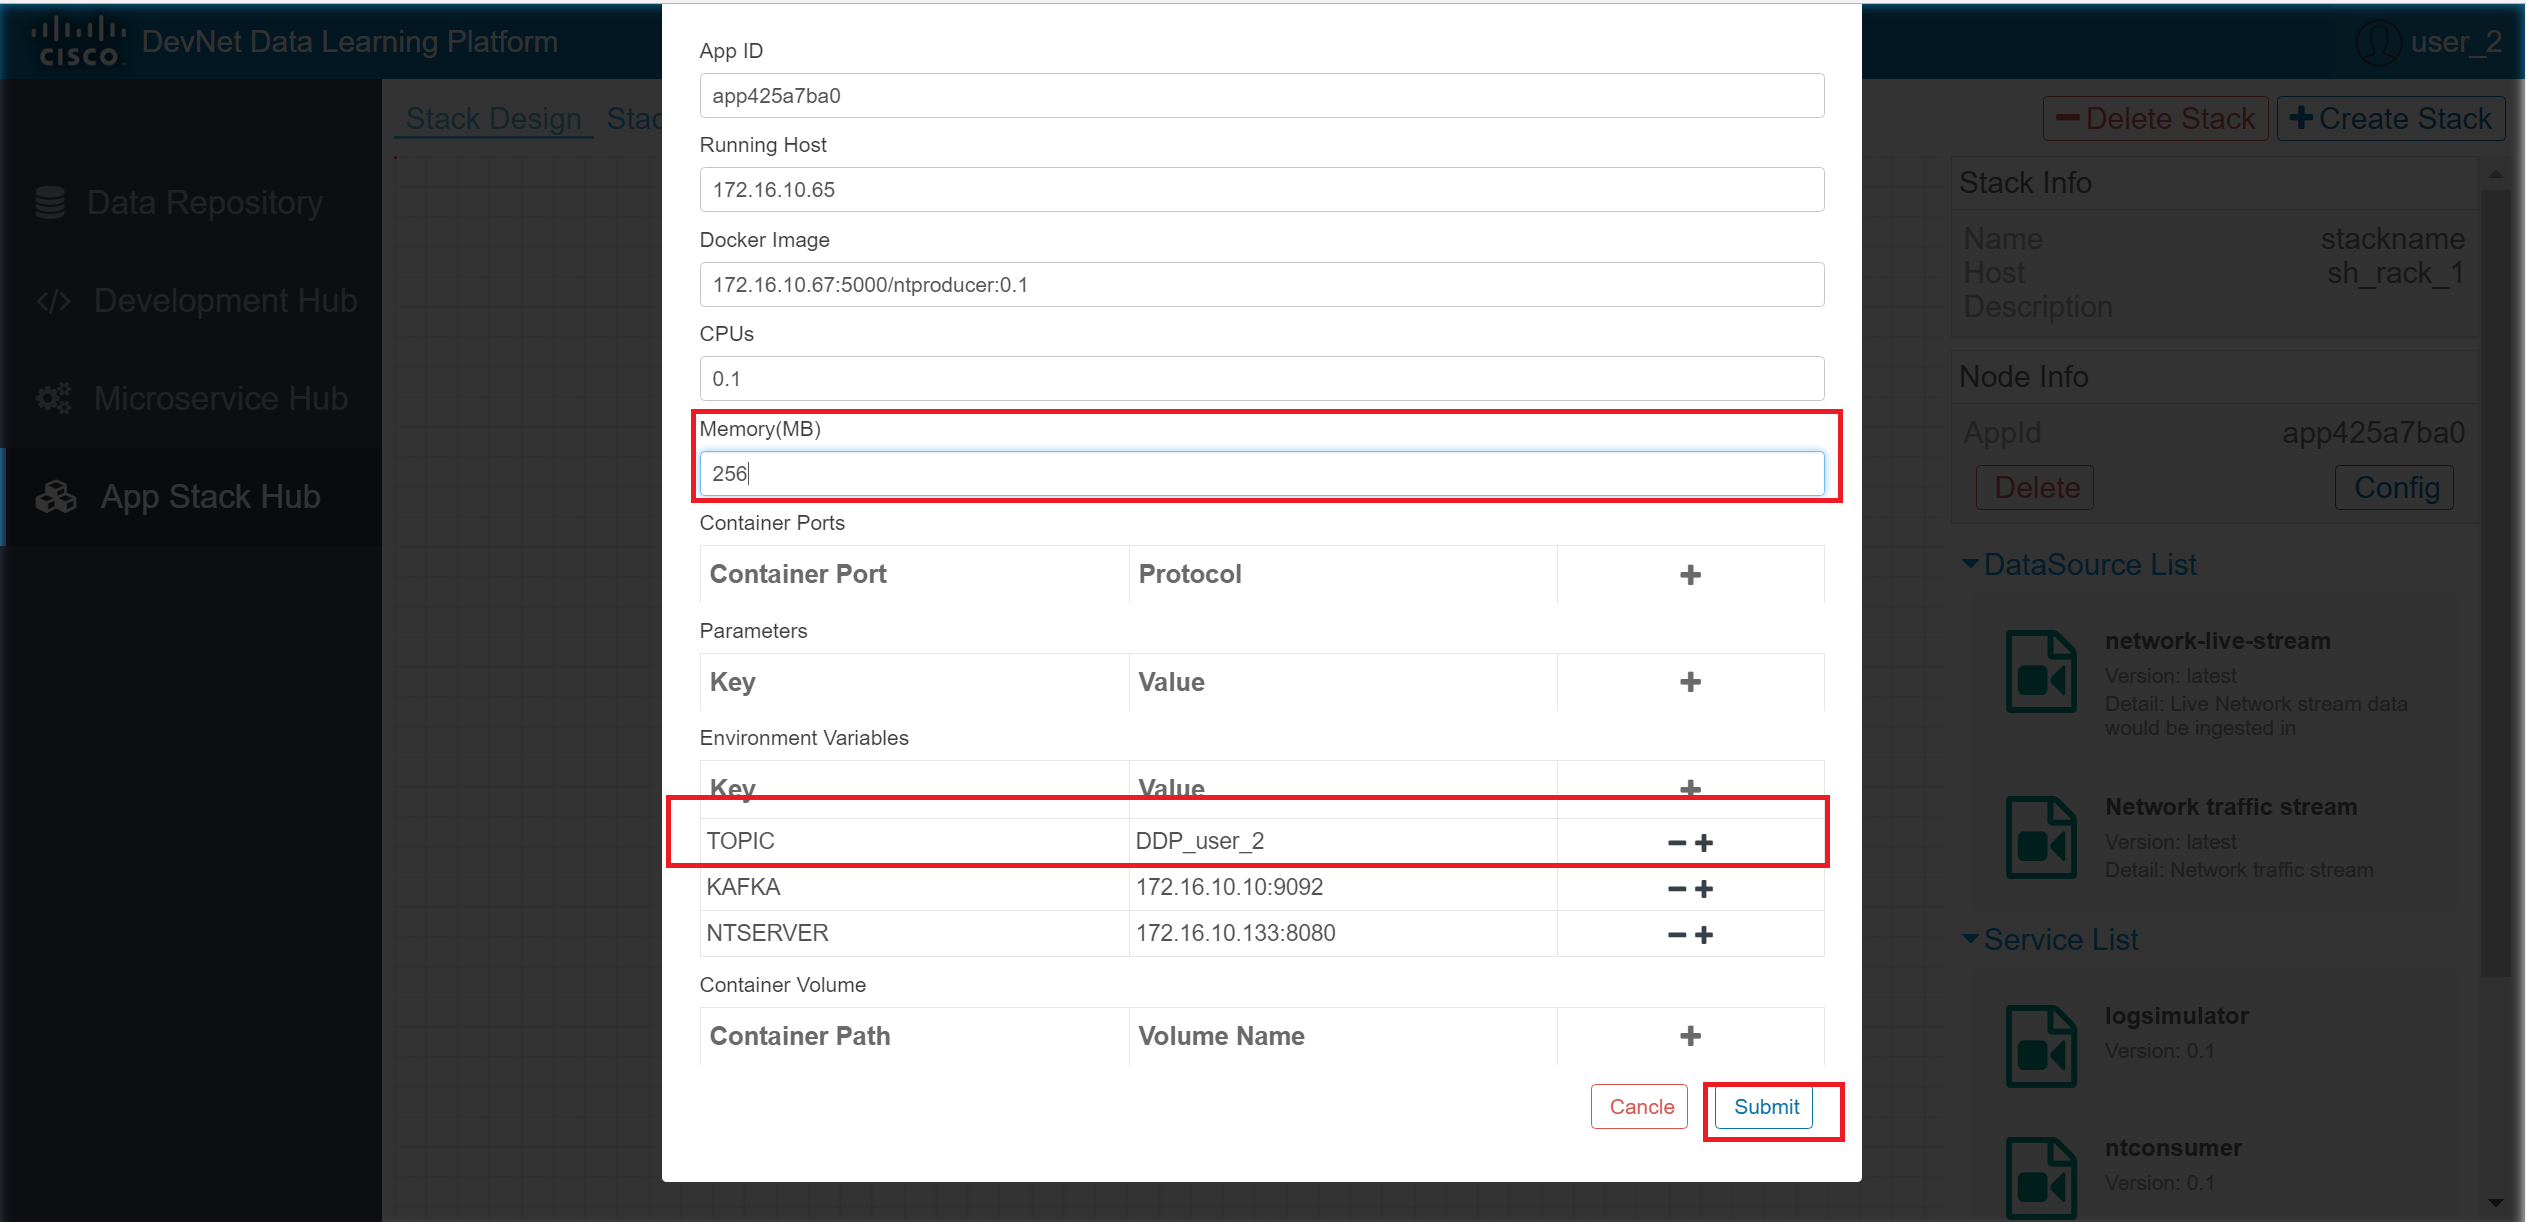 CISCO
DevNet Data Learning Platform
user_2
Data Repository
</> Development Hub
Microservice Hub
App Stack Hub
Stack Design Stac
App ID
app425a7ba0
Running Host
172.16.10.65
Docker Image
172.16.10.67:5000/ntproducer:0.1
CPUs
0.1
Memory(MB)
256
Container Ports
Container Port Protocol +
Parameters
Key Value +
Environment Variables
Key Value +
TOPIC DDP_user_2 − +
KAFKA 172.16.10.10:9092 − +
NTSERVER 172.16.10.133:8080 − +
Container Volume
Container Path Volume Name +
Cancle Submit
− Delete Stack + Create Stack
Stack Info
Name stackname
Host sh_rack_1
Description
Node Info
AppId app425a7ba0
Delete Config
DataSource List
network-live-stream
Version: latest
Detail: Live Network stream data
would be ingested in
Network traffic stream
Version: latest
Detail: Network traffic stream
Service List
logsimulator
Version: 0.1
ntconsumer
Version: 0.1